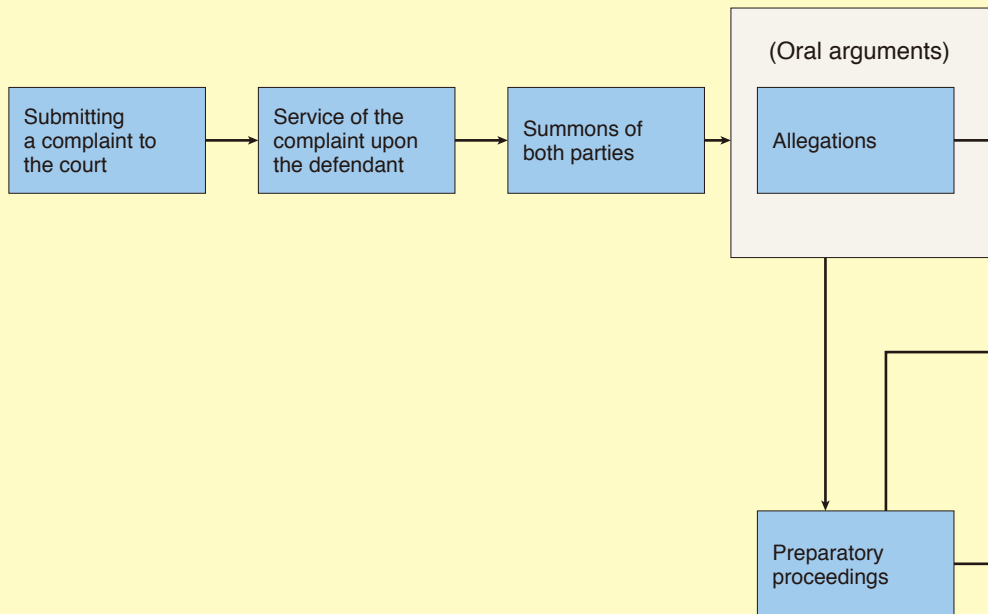 Submitting
a complaint to
the court
Service of the
complaint upon
the defendant
Summons of
both parties
(Oral arguments)
Allegations
Preparatory
proceedings